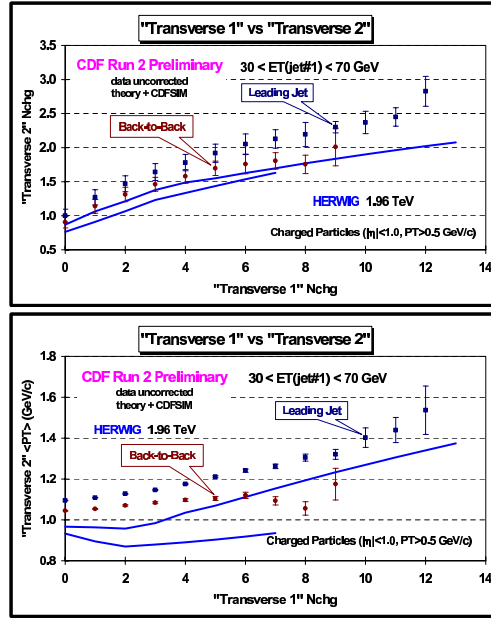 "Transverse 1" vs "Transverse 2"
3.0
2.5
2.0
1.5
1.0
0.5
"Transverse 2" Nchg
CDF Run 2 Preliminary
data uncorrected
theory + CDFSIM
30 < ET(jet#1) < 70 GeV
Leading Jet
Back-to-Back
HERWIG 1.96 TeV
Charged Particles (|η|<1.0, PT>0.5 GeV/c)
0 2 4 6 8 10 12 14
"Transverse 1" Nchg
"Transverse 1" vs "Transverse 2"
1.8
1.6
1.4
1.2
1.0
0.8
"Transverse 2" <PT> (GeV/c)
CDF Run 2 Preliminary
data uncorrected
theory + CDFSIM
30 < ET(jet#1) < 70 GeV
Leading Jet
HERWIG 1.96 TeV
Back-to-Back
Charged Particles (|η|<1.0, PT>0.5 GeV/c)
0 2 4 6 8 10 12 14
"Transverse 1" Nchg